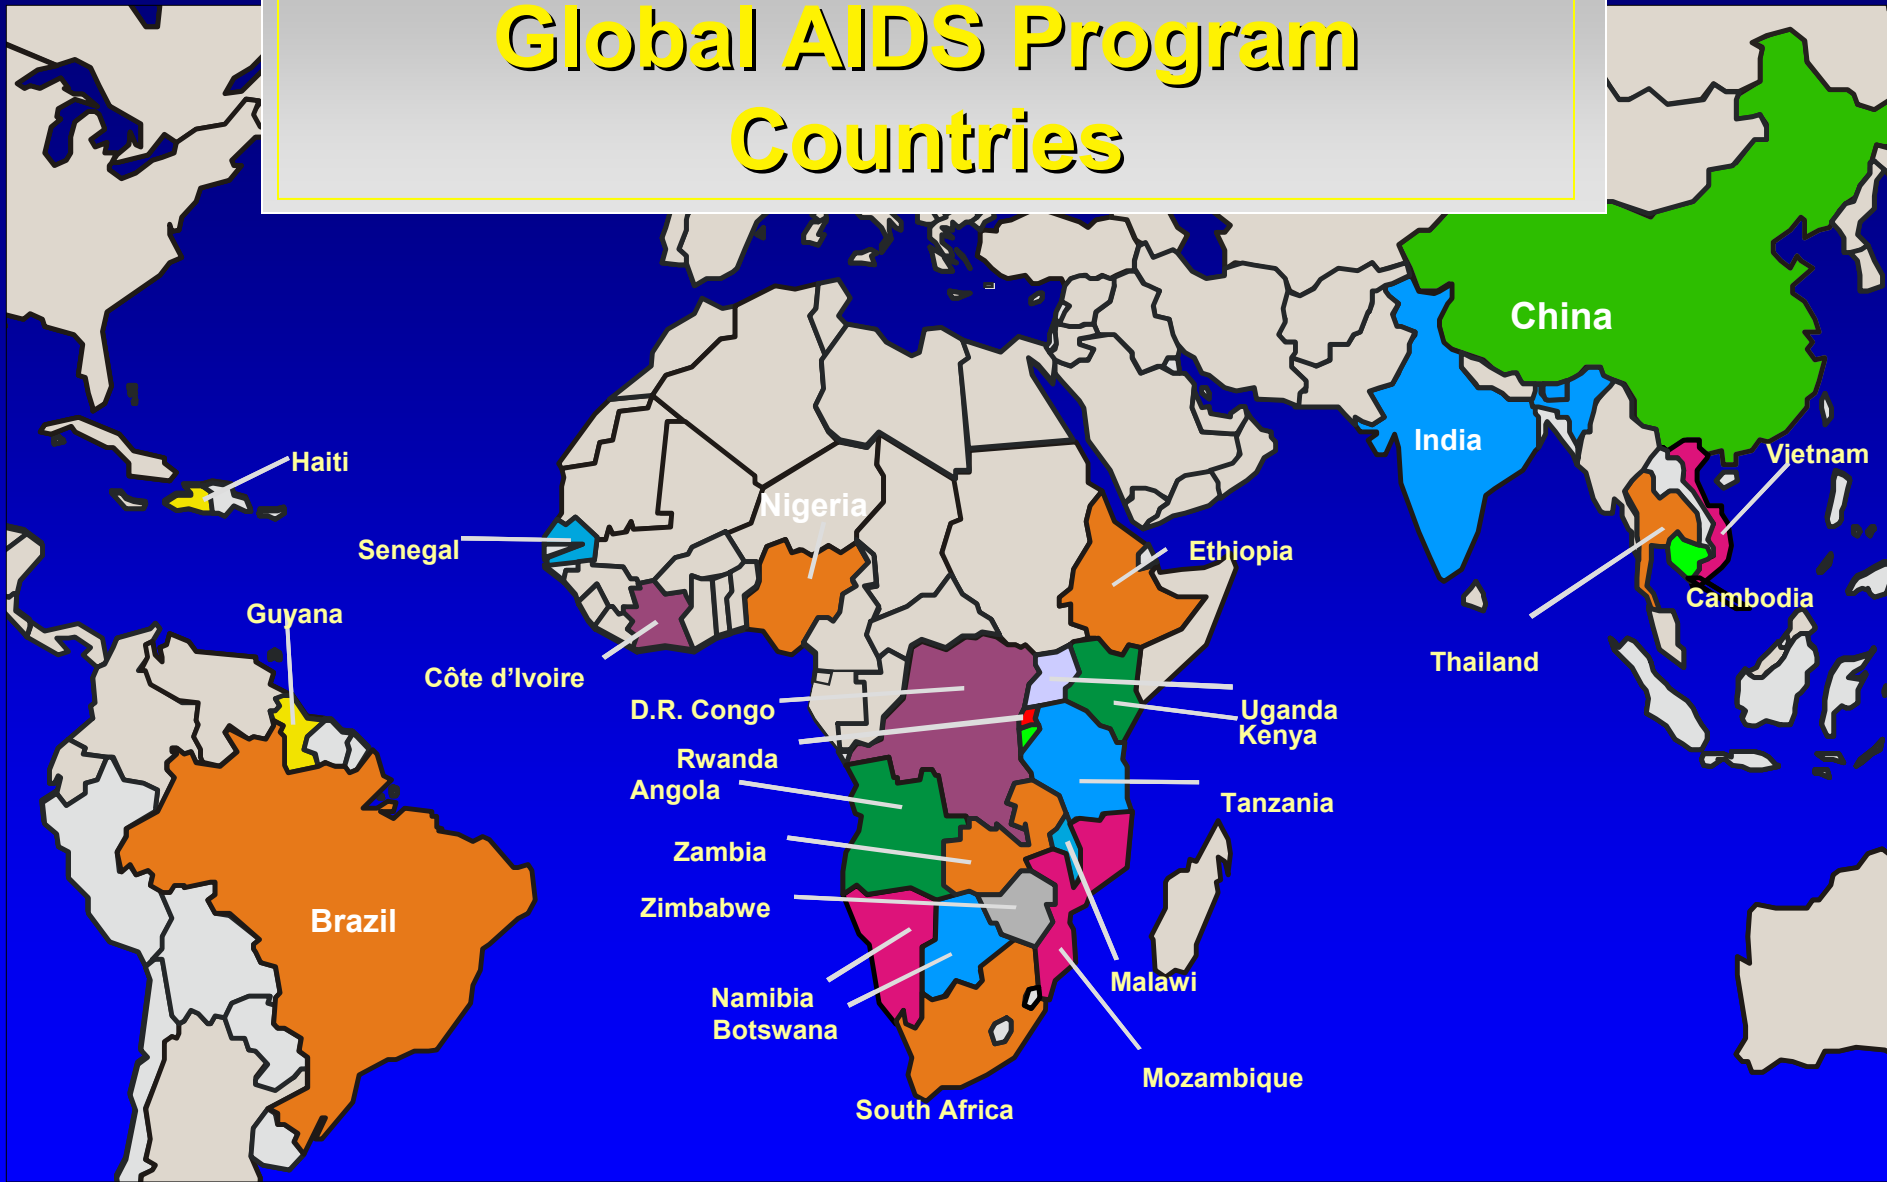 Global AIDS Program
Countries
China
India
Vietnam
Haiti
Nigeria
Senegal
Ethiopia
Cambodia
Guyana
Thailand
Côte d’Ivoire
D.R. Congo
Uganda
Kenya
Rwanda
Angola
Tanzania
Zambia
Zimbabwe
Brazil
Malawi
Namibia
Botswana
Mozambique
South Africa